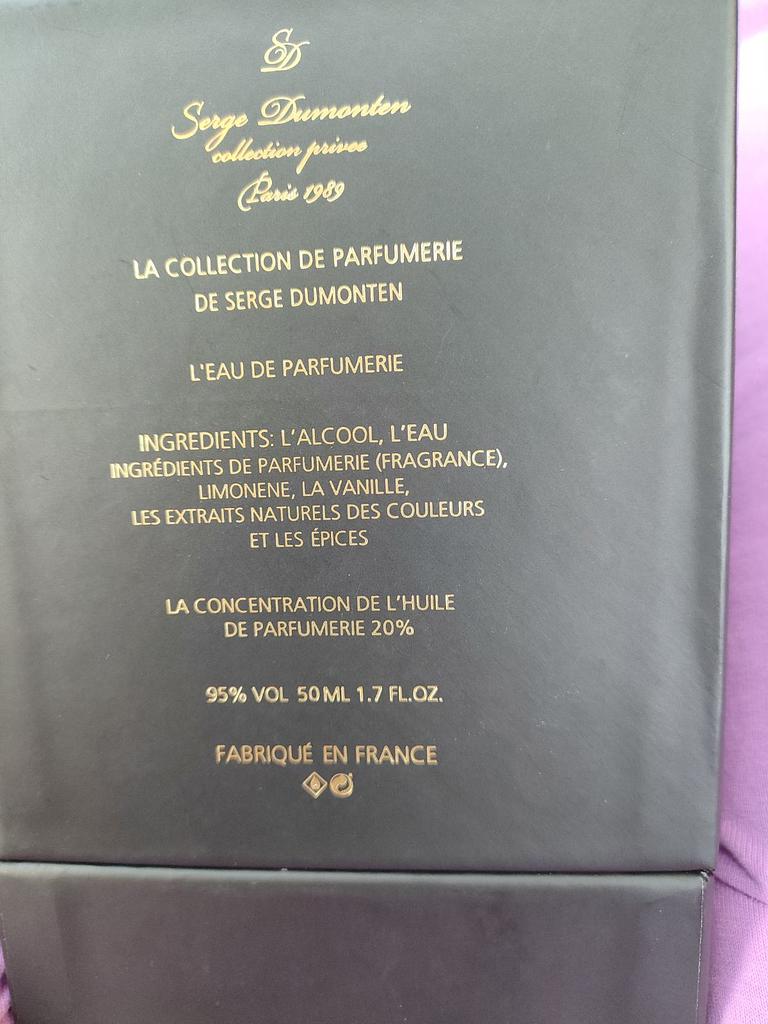 SD
Serge Dumonten
collection privee
Paris 1989
LA COLLECTION DE PARFUMERIE
DE SERGE DUMONTEN
L'EAU DE PARFUMERIE
INGREDIENTS: L'ALCOOL, L'EAU
INGRÉDIENTS DE PARFUMERIE (FRAGRANCE),
LIMONENE, LA VANILLE,
LES EXTRAITS NATURELS DES COULEURS
ET LES ÉPICES
LA CONCENTRATION DE L'HUILE
DE PARFUMERIE 20%
95% VOL 50 ML 1.7 FL.OZ.
FABRIQUÉ EN FRANCE